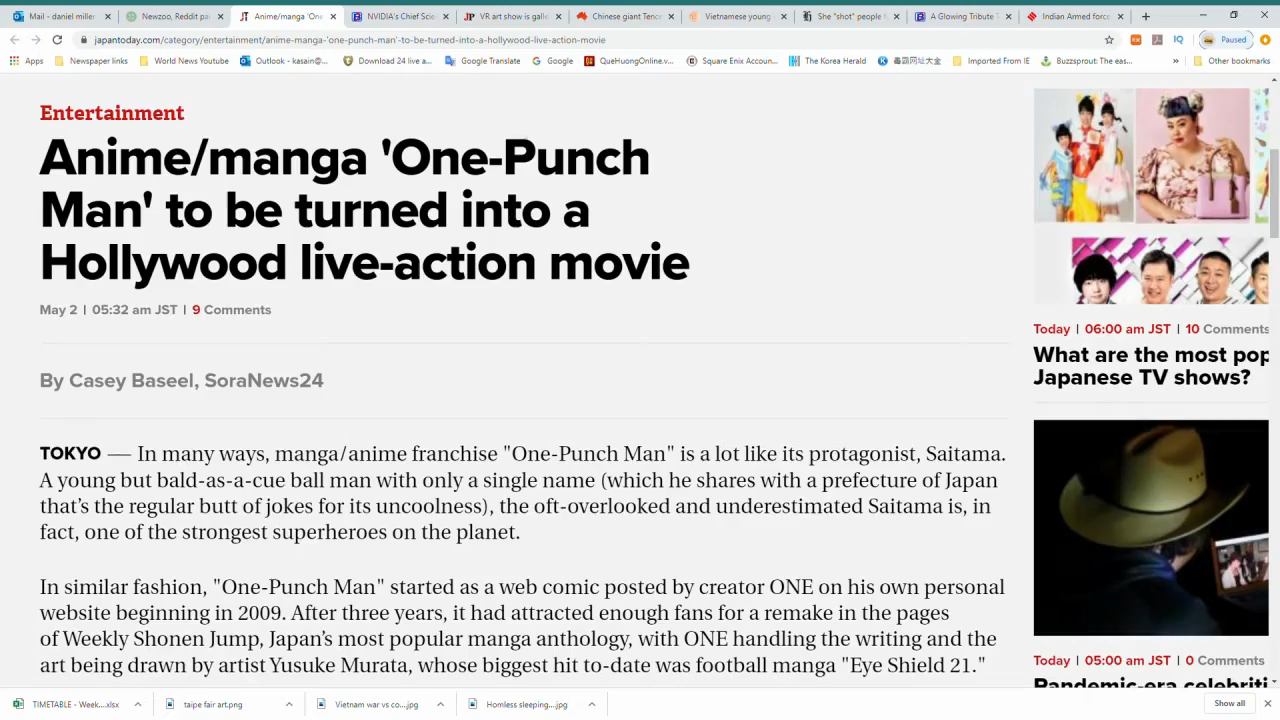 Mail - daniel miller
Newzoo, Reddit pa
Anime/manga 'One
NVIDIA's Chief Scie
VR art show is galle
Chinese giant Tence
Vietnamese young
She "shot" people t
A Glowing Tribute T
Indian Armed force
japantoday.com/category/entertainment/anime-manga-'one-punch-man'-to-be-turned-into-a-hollywood-live-action-movie
IQ
Paused
Apps
Newspaper links
World News Youtube
Outlook - kasain@...
Download 24 live a...
Google Translate
Google
QueHuongOnline.v...
Square Enix Accoun...
The Korea Herald
毒霸网址大全
Imported From IE
Buzzsprout: The eas...
»
Other bookmarks
Entertainment
Anime/manga 'One-Punch
Man' to be turned into a
Hollywood live-action movie
May 2 | 05:32 am JST | 9 Comments
By Casey Baseel, SoraNews24
TOKYO — In many ways, manga/anime franchise "One-Punch Man" is a lot like its protagonist, Saitama.
A young but bald-as-a-cue ball man with only a single name (which he shares with a prefecture of Japan
that's the regular butt of jokes for its uncoolness), the oft-overlooked and underestimated Saitama is, in
fact, one of the strongest superheroes on the planet.
In similar fashion, "One-Punch Man" started as a web comic posted by creator ONE on his own personal
website beginning in 2009. After three years, it had attracted enough fans for a remake in the pages
of Weekly Shonen Jump, Japan's most popular manga anthology, with ONE handling the writing and the
art being drawn by artist Yusuke Murata, whose biggest hit to-date was football manga "Eye Shield 21."
Today | 06:00 am JST | 10 Comments
What are the most pop
Japanese TV shows?
Today | 05:00 am JST | 0 Comments
Pandemic-era celebriti
TIMETABLE - Week....xlsx
taipe fair art.png
Vietnam war vs co....jpg
Homless sleeping....jpg
Show all